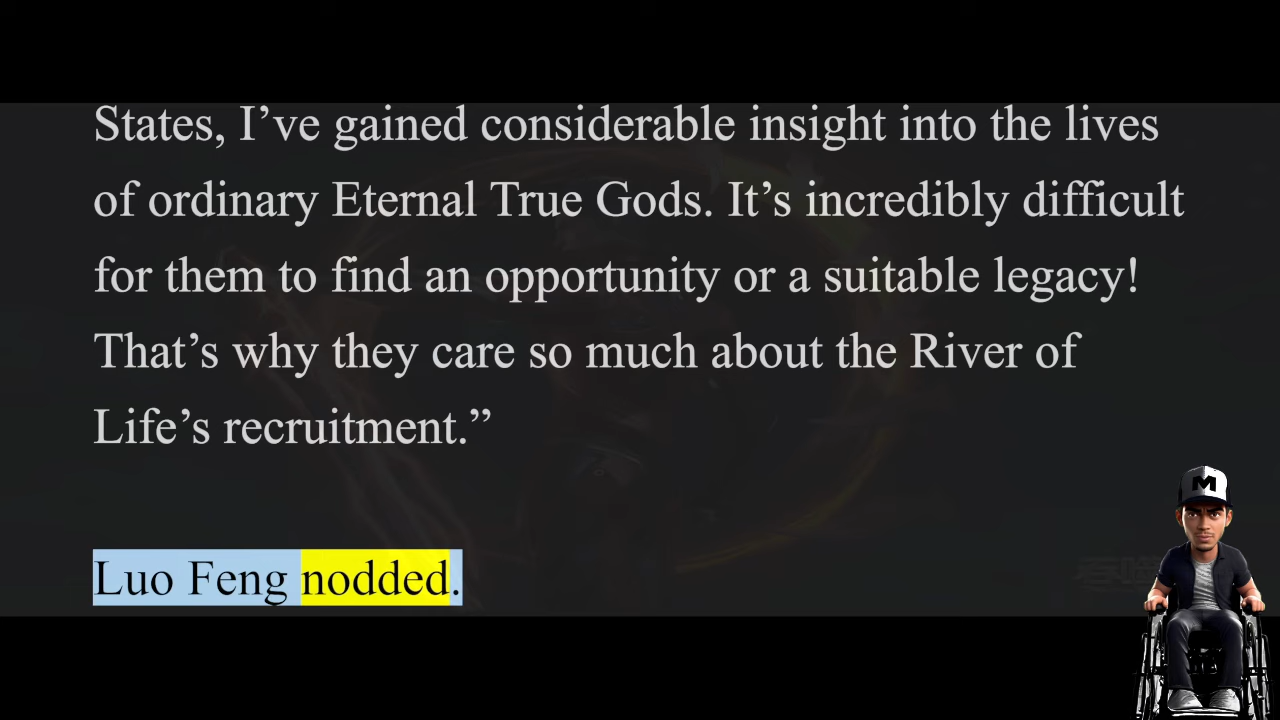 States, I’ve gained considerable insight into the lives
of ordinary Eternal True Gods. It’s incredibly difficult
for them to find an opportunity or a suitable legacy!
That’s why they care so much about the River of
Life’s recruitment.”
Luo Feng nodded.
M